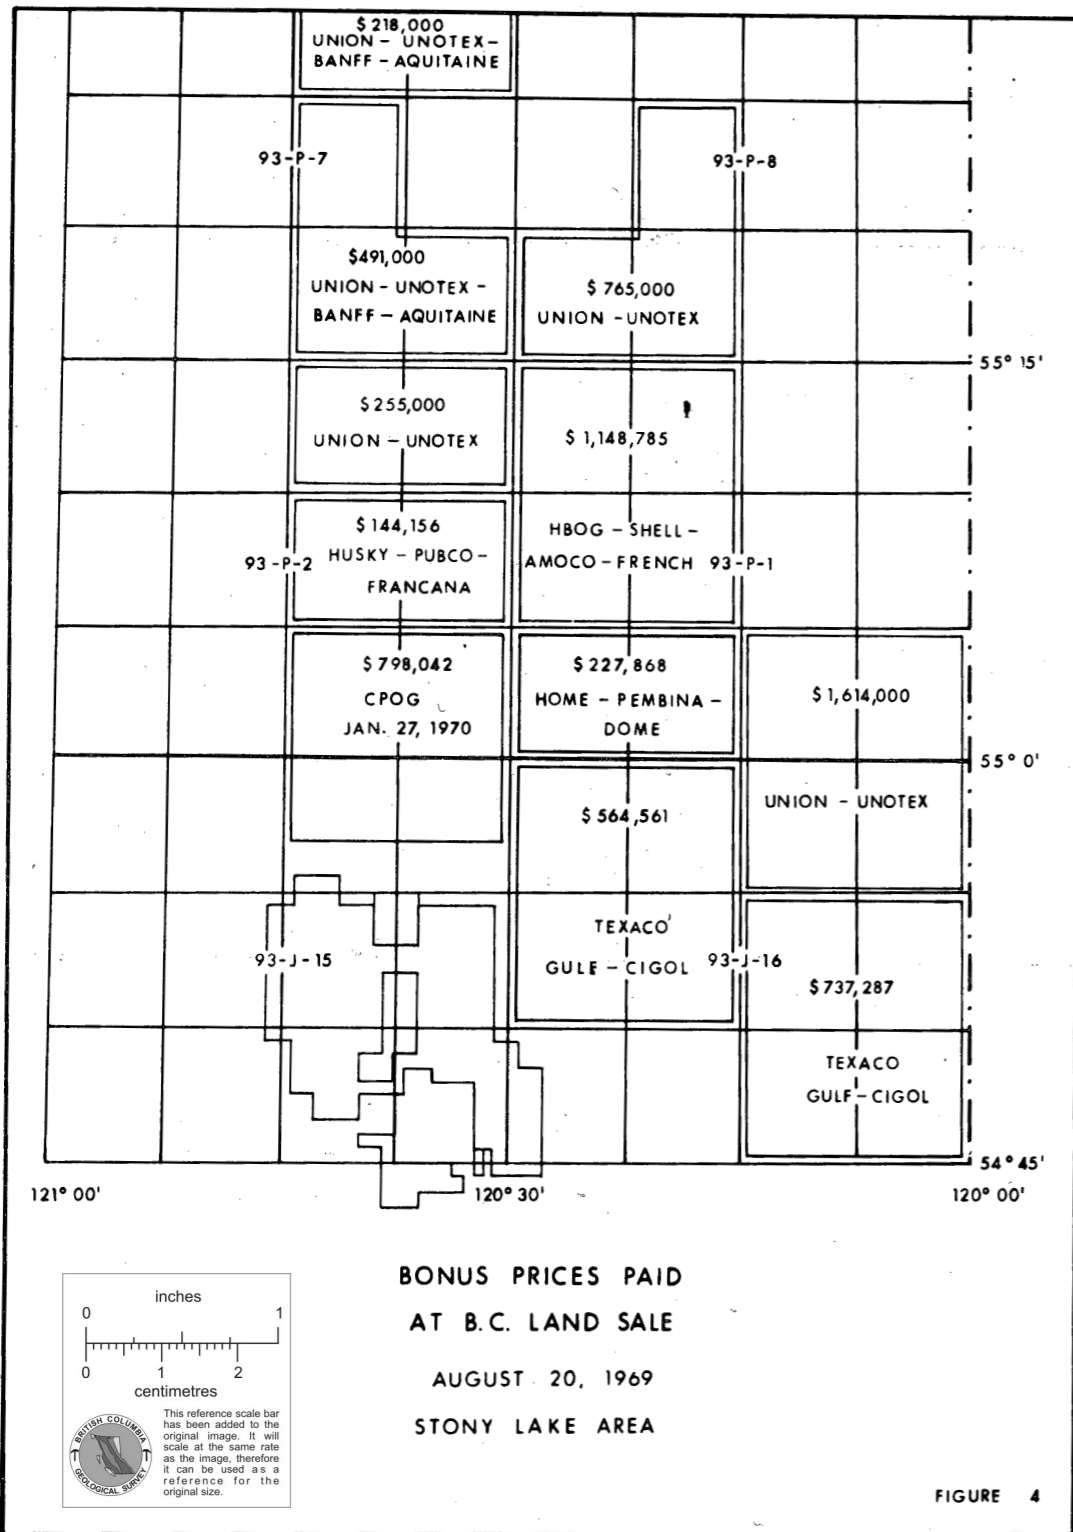 $218,000
UNION - UNOTEX -
BANFF - AQUITAINE
93-P-7
93-P-8
$491,000
UNION - UNOTEX -
BANFF - AQUITAINE
$765,000
UNION - UNOTEX
55° 15'
$255,000
UNION - UNOTEX
$1,148,785
HBOG - SHELL -
AMOCO - FRENCH
93-P-1
$144,156
HUSKY - PUBCO -
FRANCANA
93-P-2
$798,042
CPOG
JAN. 27, 1970
$227,868
HOME - PEMBINA -
DOME
$1,614,000
UNION - UNOTEX
55° 0'
$564,561
TEXACO
GULF - CIGOL
93-J-15
93-J-16
$737,287
TEXACO
GULF - CIGOL
54° 45'
121° 00'
120° 30'
120° 00'
BONUS PRICES PAID
AT B.C. LAND SALE
AUGUST 20, 1969
STONY LAKE AREA
inches
0 1
0 1 2
centimetres
BRITISH COLUMBIA
GEOLOGICAL SURVEY
This reference scale bar
has been added to the
original image. It will
scale at the same rate
as the image, therefore
it can be used as a
reference for the
original size.
FIGURE 4